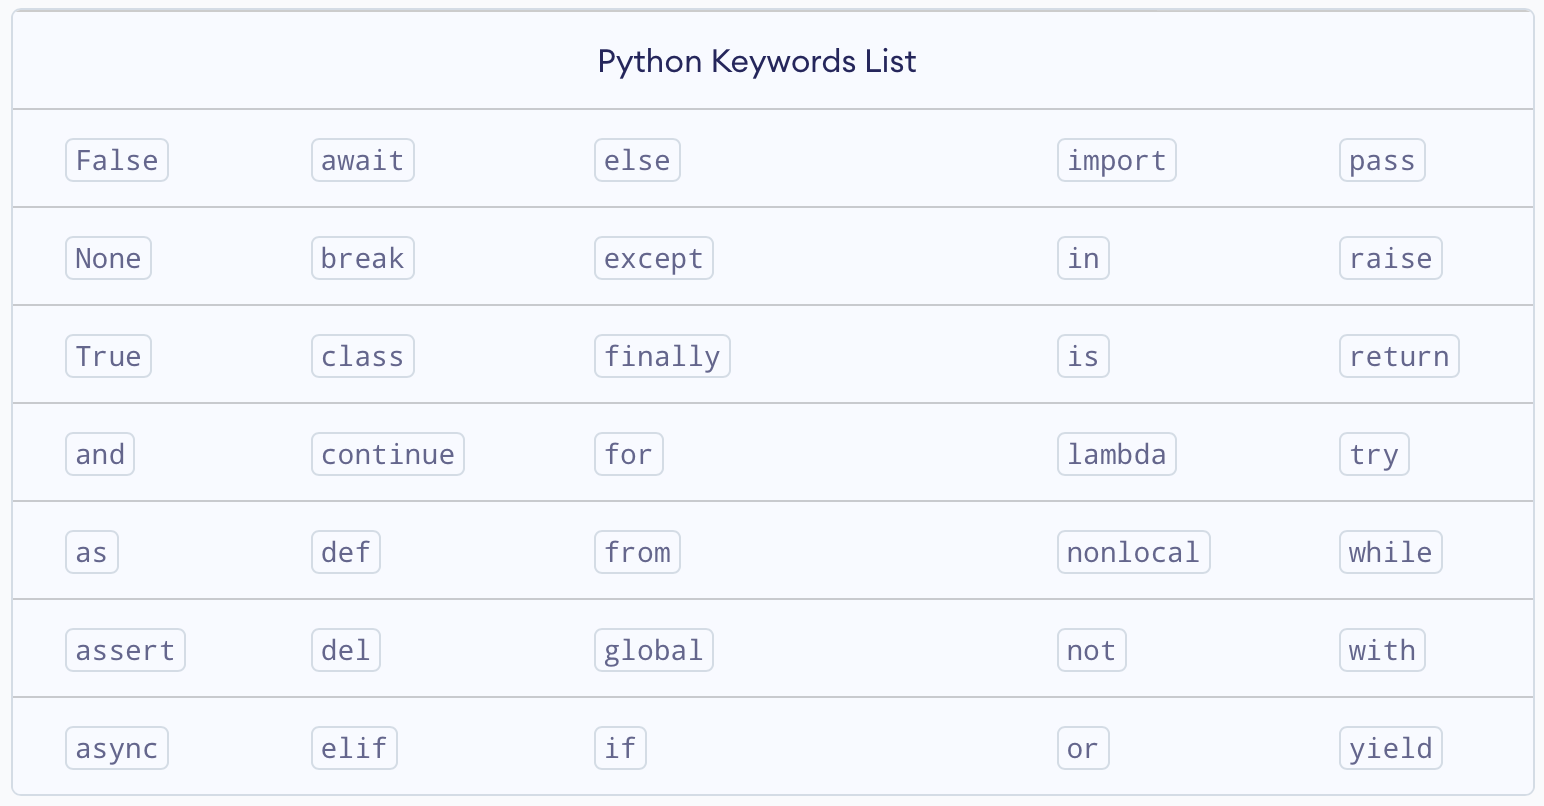 Python Keywords List
False await else import pass
None break except in raise
True class finally is return
and continue for lambda try
as def from nonlocal while
assert del global not with
async elif if or yield